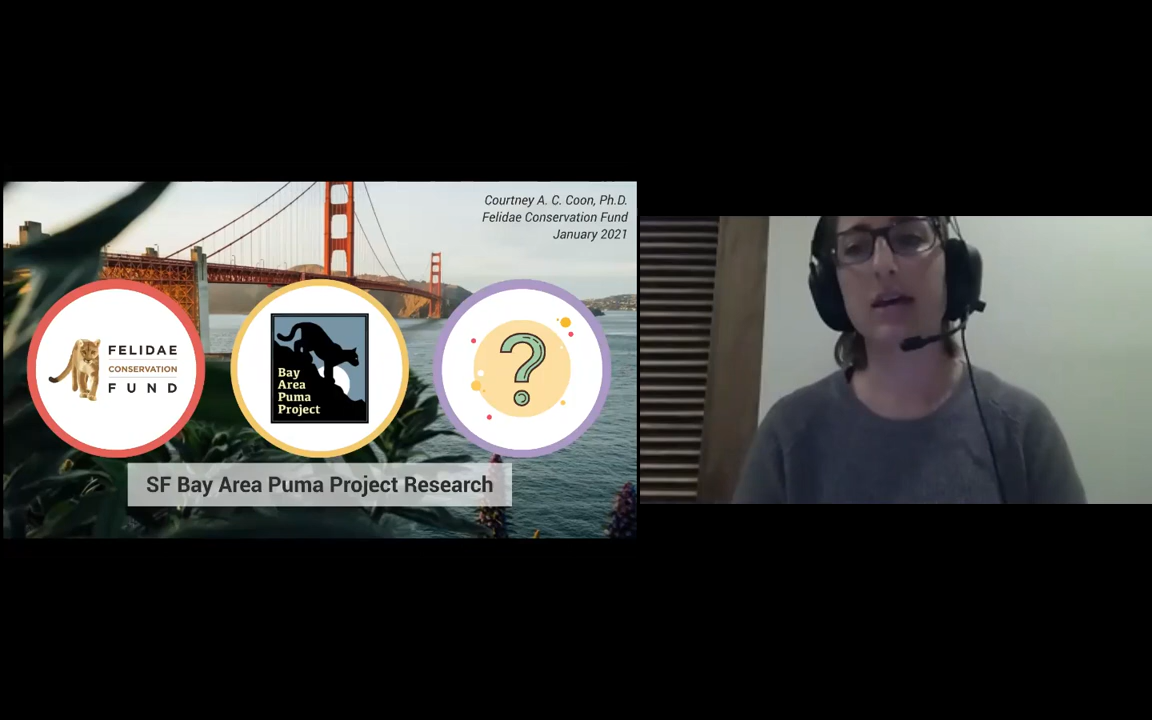 Courtney A. C. Coon, Ph.D.
Felidae Conservation Fund
January 2021
FELIDAE
CONSERVATION
FUND
Bay
Area
Puma
Project
?
SF Bay Area Puma Project Research